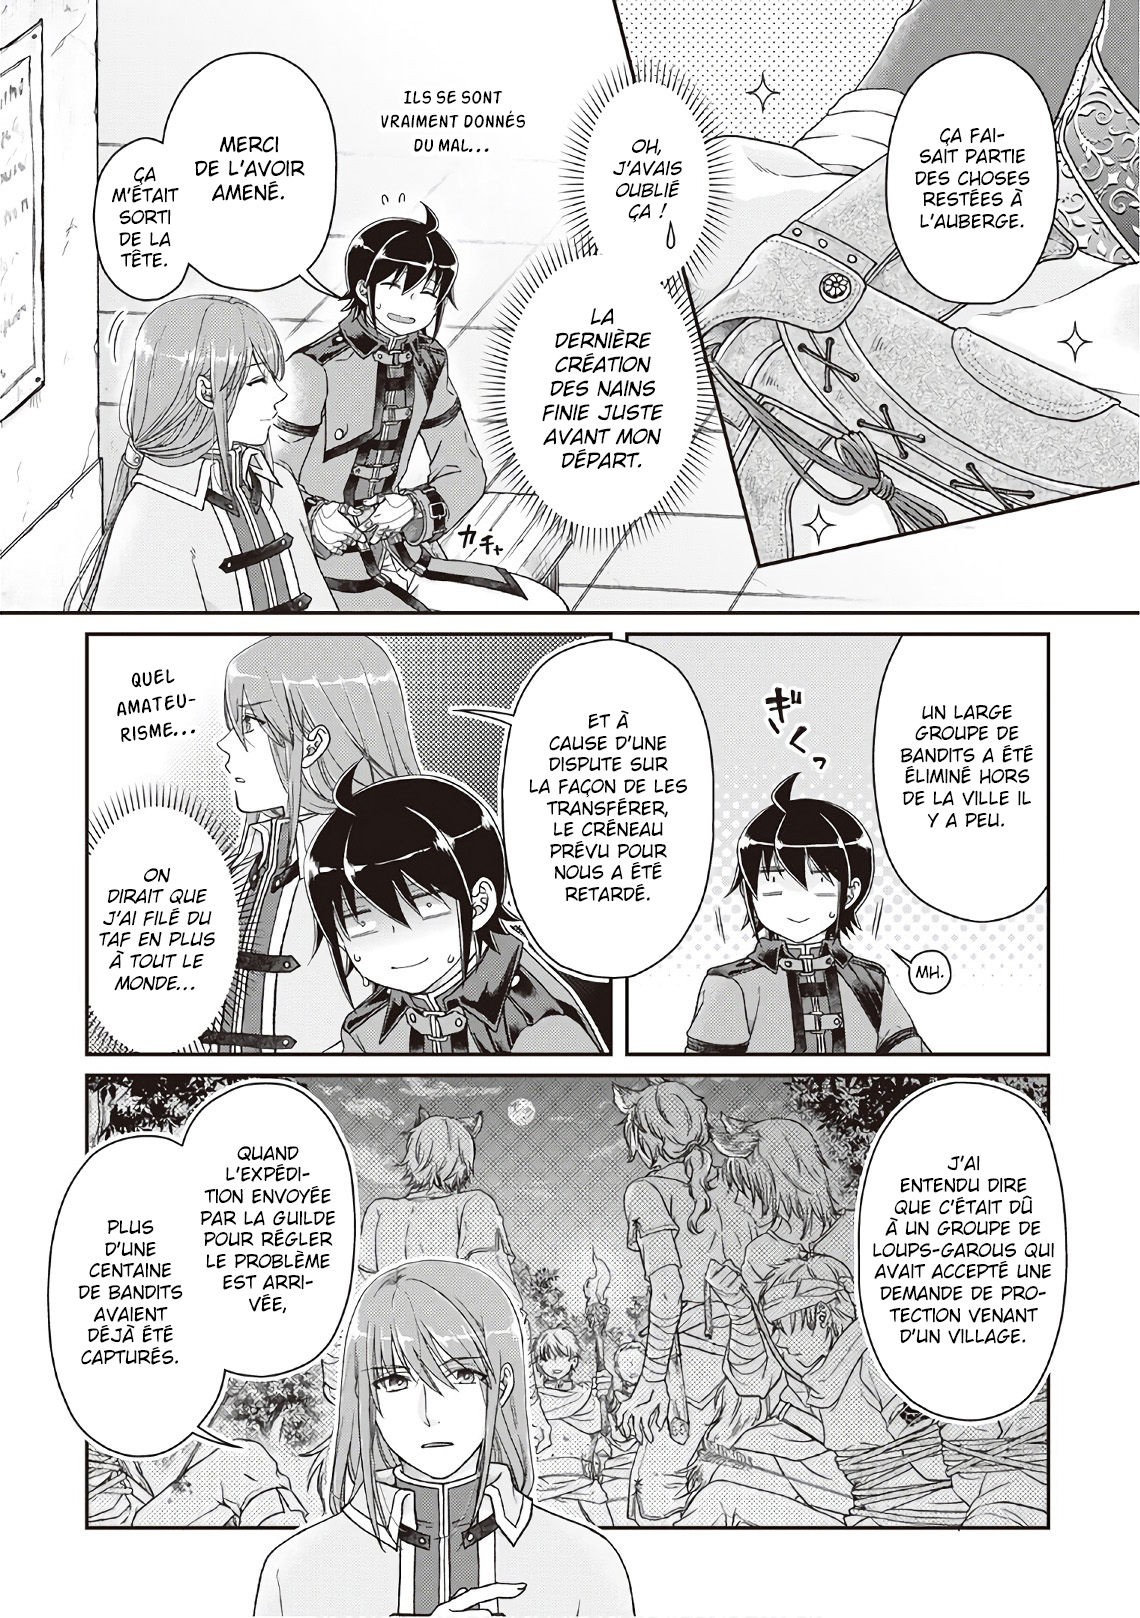 ÇA FAI-
SAIT PARTIE
DES CHOSES
RESTÉES À
L'AUBERGE.
OH,
J'AVAIS
OUBLIÉ
ÇA !
LA
DERNIÈRE
CRÉATION
DES NAINS
FINIE JUSTE
AVANT MON
DÉPART.
ILS SE SONT
VRAIMENT DONNÉS
DU MAL...
MERCI
DE L'AVOIR
AMENÉ.
ÇA
M'ÉTAIT
SORTI
DE LA
TÊTE.
カチャ
UN LARGE
GROUPE DE
BANDITS A ÉTÉ
ÉLIMINÉ HORS
DE LA VILLE IL
Y A PEU.
ぎくっ
MH.
ET À
CAUSE D'UNE
DISPUTE SUR
LA FAÇON DE LES
TRANSFÉRER,
LE CRÉNEAU
PRÉVU POUR
NOUS A ÉTÉ
RETARDÉ.
QUEL
AMATEU-
RISME...
ON
DIRAIT QUE
J'AI FILÉ DU
TAF EN PLUS
À TOUT LE
MONDE...
J'AI
ENTENDU DIRE
QUE C'ÉTAIT DÛ
À UN GROUPE DE
LOUPS-GAROUS QUI
AVAIT ACCEPTÉ UNE
DEMANDE DE PRO-
TECTION VENANT
D'UN VILLAGE.
QUAND
L'EXPÉDI-
TION ENVOYÉE
PAR LA GUILDE
POUR RÉGLER
LE PROBLÈME
EST ARRI-
VÉE,
PLUS
D'UNE
CENTAINE
DE BANDITS
AVAIENT
DÉJÀ ÉTÉ
CAPTURÉS.